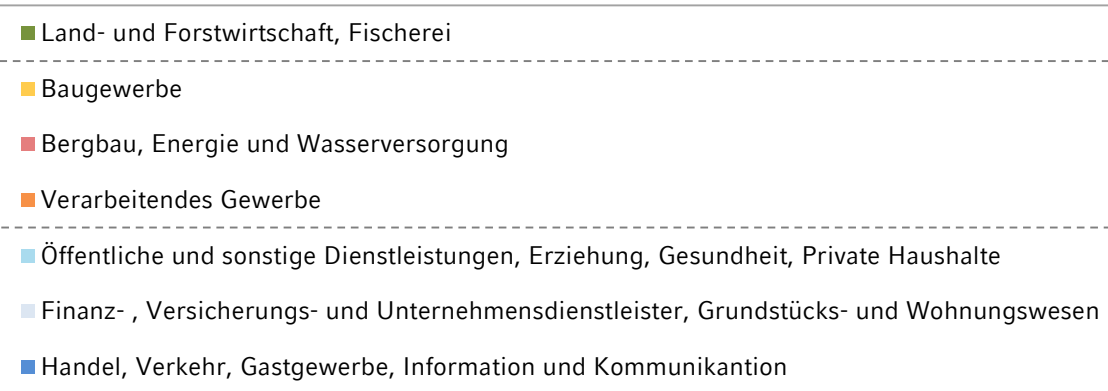 Land- und Forstwirtschaft, Fischerei
Baugewerbe
Bergbau, Energie und Wasserversorgung
Verarbeitendes Gewerbe
Öffentliche und sonstige Dienstleistungen, Erziehung, Gesundheit, Private Haushalte
Finanz- , Versicherungs- und Unternehmensdienstleister, Grundstücks- und Wohnungswesen
Handel, Verkehr, Gastgewerbe, Information und Kommunikantion